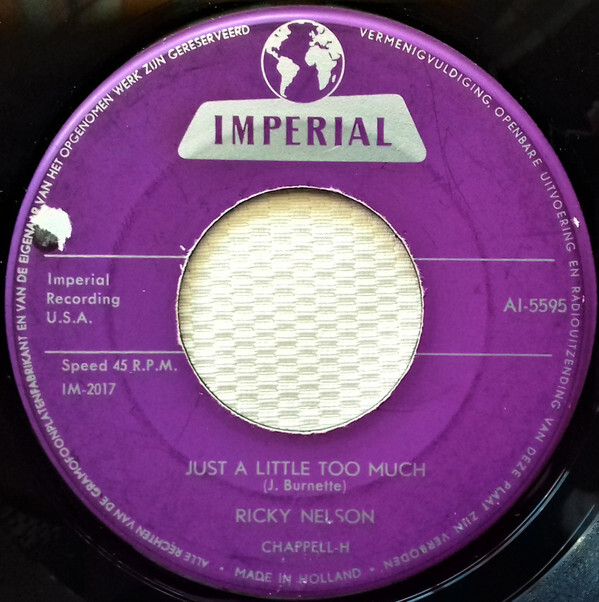 ALLE RECHTEN VAN DE GRAMOFOONPLATENFABRIKANT EN VAN DE EIGENAAR VAN HET OPGENOMEN WERK ZIJN GERESERVEERD
VERMENIGVULDIGING, OPENBARE UITVOERING EN RADIOUITZENDING VAN DEZE PLAAT ZIJN VERBODEN
IMPERIAL
Imperial
Recording
U.S.A.
AI-5595
Speed 45 R.P.M.
IM-2017
JUST A LITTLE TOO MUCH
(J. Burnette)
RICKY NELSON
CHAPPELL-H
• MADE IN HOLLAND •